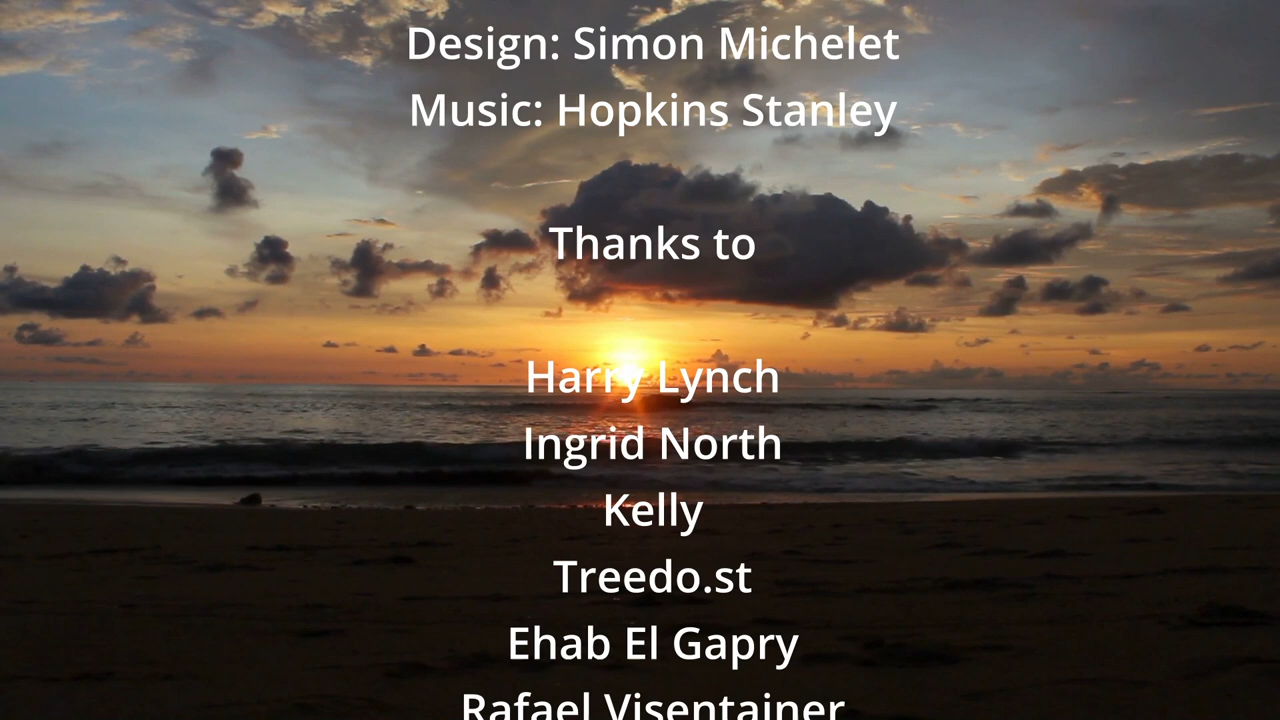 Design: Simon Michelet
Music: Hopkins Stanley
Thanks to
Harry Lynch
Ingrid North
Kelly
Treedo.st
Ehab El Gapry
Rafael Visentainer